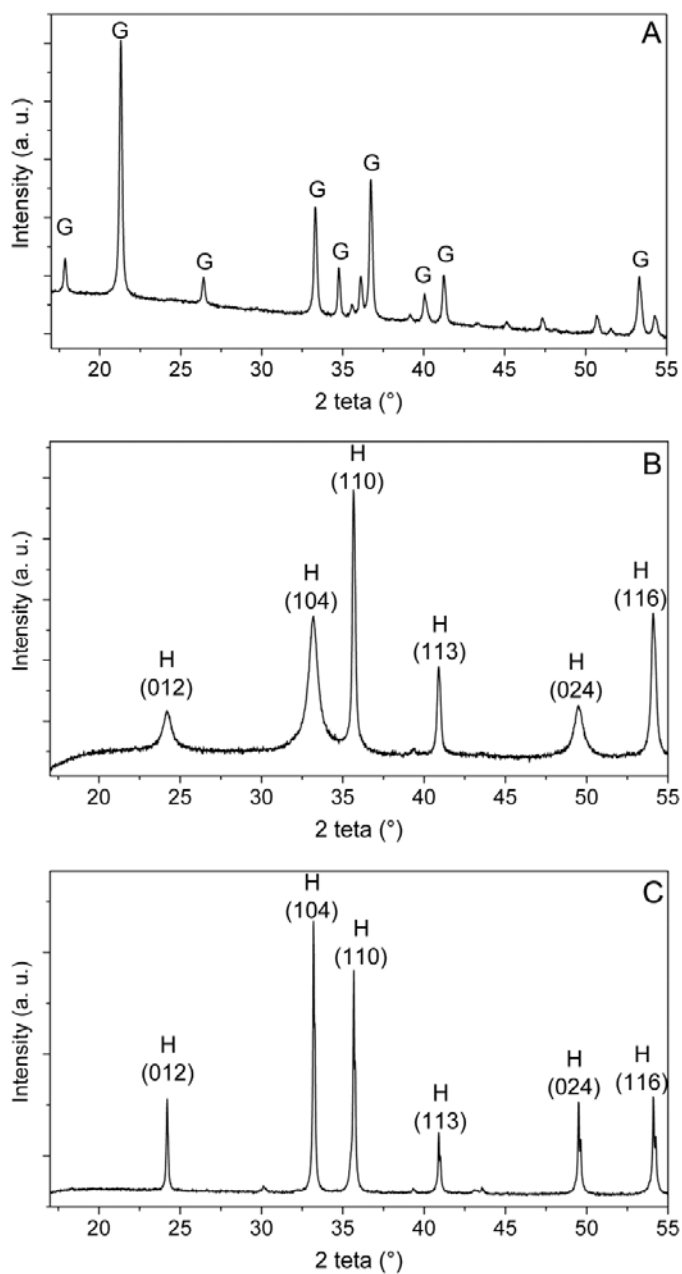 A
G
G
G
G
G
G
G
G
G
Intensity (a. u.)
20 25 30 35 40 45 50 55
2 teta (°)
B
H
(012)
H
(104)
H
(110)
H
(113)
H
(024)
H
(116)
Intensity (a. u.)
20 25 30 35 40 45 50 55
2 teta (°)
C
H
(012)
H
(104)
H
(110)
H
(113)
H
(024)
H
(116)
Intensity (a. u.)
20 25 30 35 40 45 50 55
2 teta (°)